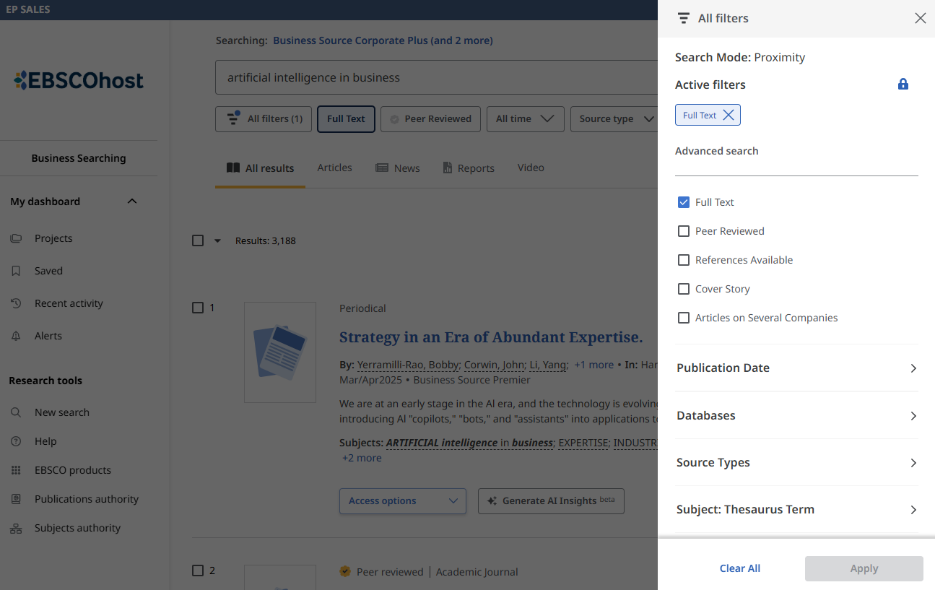 EP SALES
EBSCOhost
Business Searching
My dashboard
Projects
Saved
Recent activity
Alerts
Research tools
New search
Help
EBSCO products
Publications authority
Subjects authority
Searching: Business Source Corporate Plus (and 2 more)
artificial intelligence in business
All filters (1) Full Text Peer Reviewed All time Source type
All results Articles News Reports Video
Results: 3,188
1
Periodical
Strategy in an Era of Abundant Expertise.
By: Yerramilli-Rao, Bobby; Corwin, John; Li, Yang; +1 more • In: Har
Mar/Apr2025 • Business Source Premier
We are at an early stage in the AI era, and the technology is evolving
introducing AI "copilots," "bots," and "assistants" into applications t
Subjects: ARTIFICIAL intelligence in business; EXPERTISE; INDUSTR
+2 more
Access options Generate AI Insights beta
2
Peer reviewed | Academic Journal
All filters
Search Mode: Proximity
Active filters
Full Text
Advanced search
Full Text
Peer Reviewed
References Available
Cover Story
Articles on Several Companies
Publication Date
Databases
Source Types
Subject: Thesaurus Term
Clear All Apply